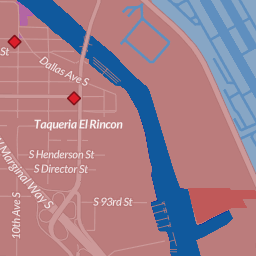 St
Dallas Ave S
Taqueria El Rincon
S Henderson St
S Director St
Marginal Way S
10th Ave S
S 93rd St